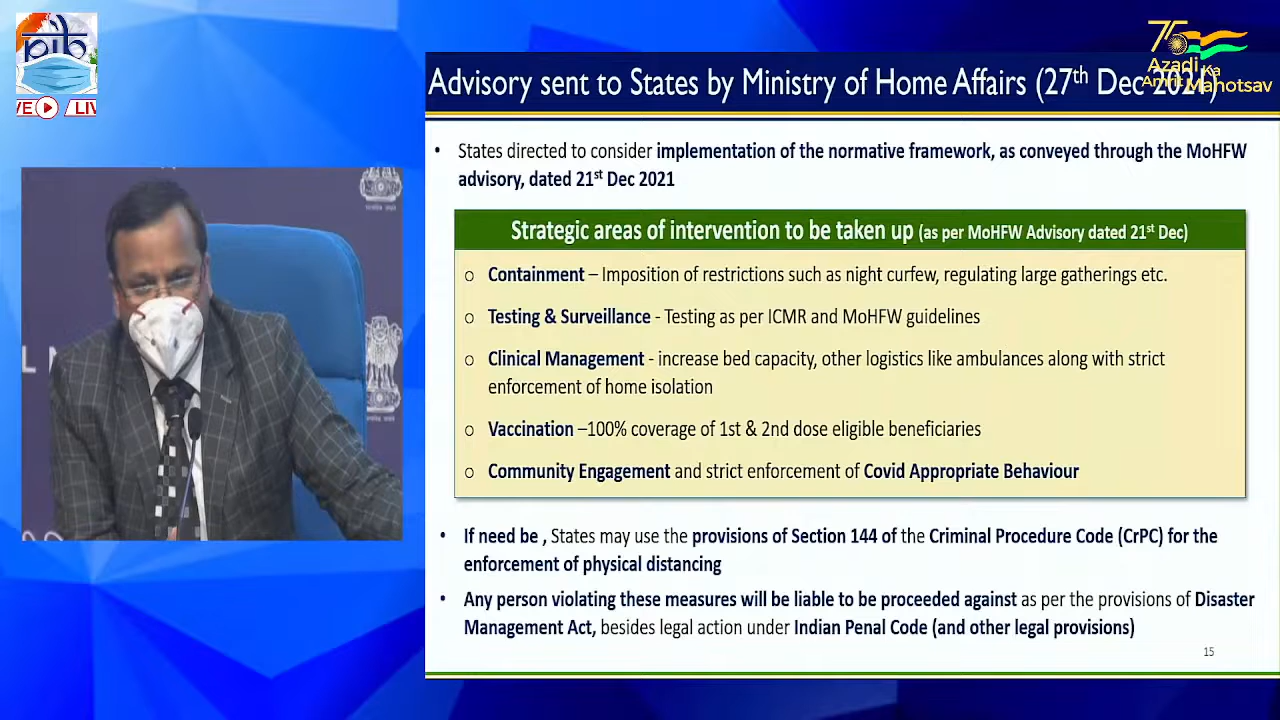 pib
VE / LIV
75
Azadi
Ka
Amrit Mahotsav
Advisory sent to States by Ministry of Home Affairs (27th Dec 2021)
• States directed to consider implementation of the normative framework, as conveyed through the MoHFW
advisory, dated 21st Dec 2021
Strategic areas of intervention to be taken up (as per MoHFW Advisory dated 21st Dec)
o Containment – Imposition of restrictions such as night curfew, regulating large gatherings etc.
o Testing & Surveillance - Testing as per ICMR and MoHFW guidelines
o Clinical Management - increase bed capacity, other logistics like ambulances along with strict
enforcement of home isolation
o Vaccination –100% coverage of 1st & 2nd dose eligible beneficiaries
o Community Engagement and strict enforcement of Covid Appropriate Behaviour
• If need be , States may use the provisions of Section 144 of the Criminal Procedure Code (CrPC) for the
enforcement of physical distancing
• Any person violating these measures will be liable to be proceeded against as per the provisions of Disaster
Management Act, besides legal action under Indian Penal Code (and other legal provisions)
15